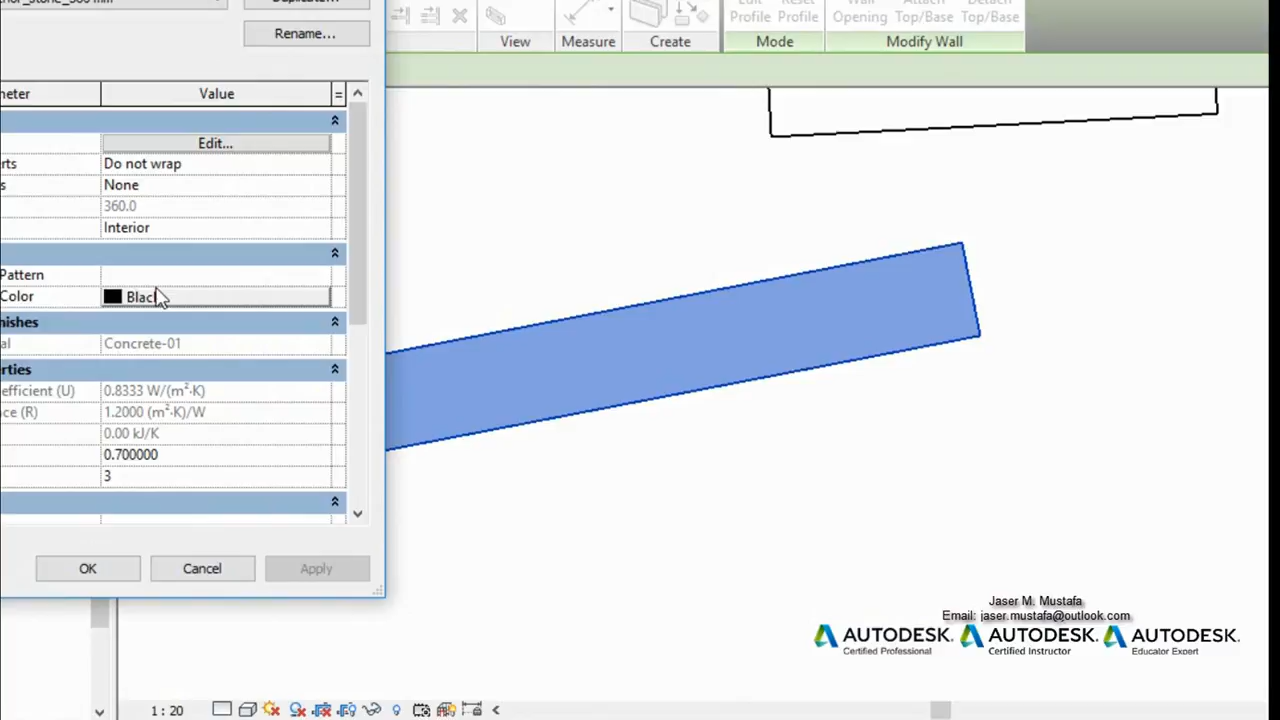 Rename...
View
Measure
Create
Profile Profile
Mode
Opening Top/Base Top/Base
Modify Wall
Value
=
Edit...
Do not wrap
None
360.0
Interior
Pattern
Color
Black
Concrete-01
efficient (U)
0.8333 W/(m²·K)
1.2000 (m²·K)/W
0.00 kJ/K
0.700000
3
OK
Cancel
Apply
Jaser M. Mustafa
Email: jaser.mustafa@outlook.com
AUTODESK. AUTODESK. AUTODESK.
Certified Professional Certified Instructor Educator Expert
1 : 20